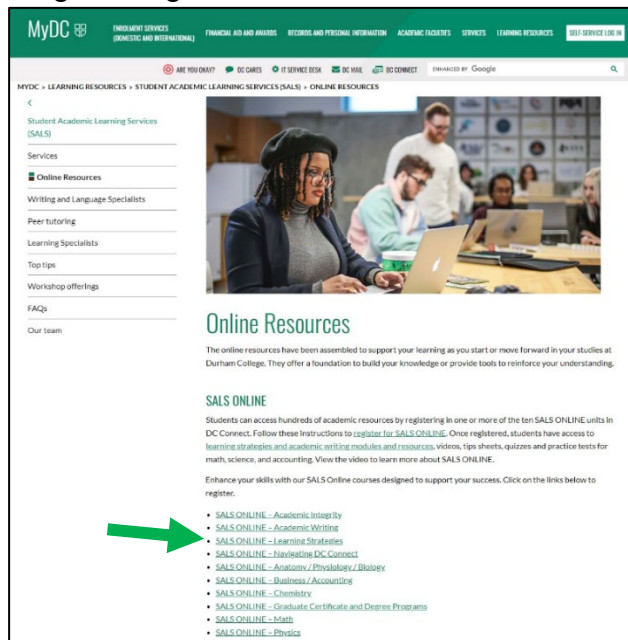 MyDC
ENROLMENT SERVICES
(DOMESTIC AND INTERNATIONAL)
FINANCIAL AID AND AWARDS
RECORDS AND PERSONAL INFORMATION
ACADEMIC FACULTIES
SERVICES
LEARNING RESOURCES
SELF-SERVICE LOG IN
ARE YOU OKAY?
DC CARES
IT SERVICE DESK
DC MAIL
DC CONNECT
ENHANCED BY Google
MYDC > LEARNING RESOURCES > STUDENT ACADEMIC LEARNING SERVICES (SALS) > ONLINE RESOURCES
<
Student Academic Learning Services
(SALS)
Services
Online Resources
Writing and Language Specialists
Peer tutoring
Learning Specialists
Top tips
Workshop offerings
FAQs
Our team
Online Resources
The online resources have been assembled to support your learning as you start or move forward in your studies at
Durham College. They offer a foundation to build your knowledge or provide tools to reinforce your understanding.
SALS ONLINE
Students can access hundreds of academic resources by registering in one or more of the ten SALS ONLINE units in
DC Connect. Follow these instructions to register for SALS ONLINE. Once registered, students have access to
learning strategies and academic writing modules and resources, videos, tips sheets, quizzes and practice tests for
math, science, and accounting. View the video to learn more about SALS ONLINE.
Enhance your skills with our SALS Online courses designed to support your success. Click on the links below to
register.
• SALS ONLINE – Academic Integrity
• SALS ONLINE – Academic Writing
• SALS ONLINE – Learning Strategies
• SALS ONLINE – Navigating DC Connect
• SALS ONLINE – Anatomy / Physiology / Biology
• SALS ONLINE – Business / Accounting
• SALS ONLINE – Chemistry
• SALS ONLINE – Graduate Certificate and Degree Programs
• SALS ONLINE – Math
• SALS ONLINE – Physics